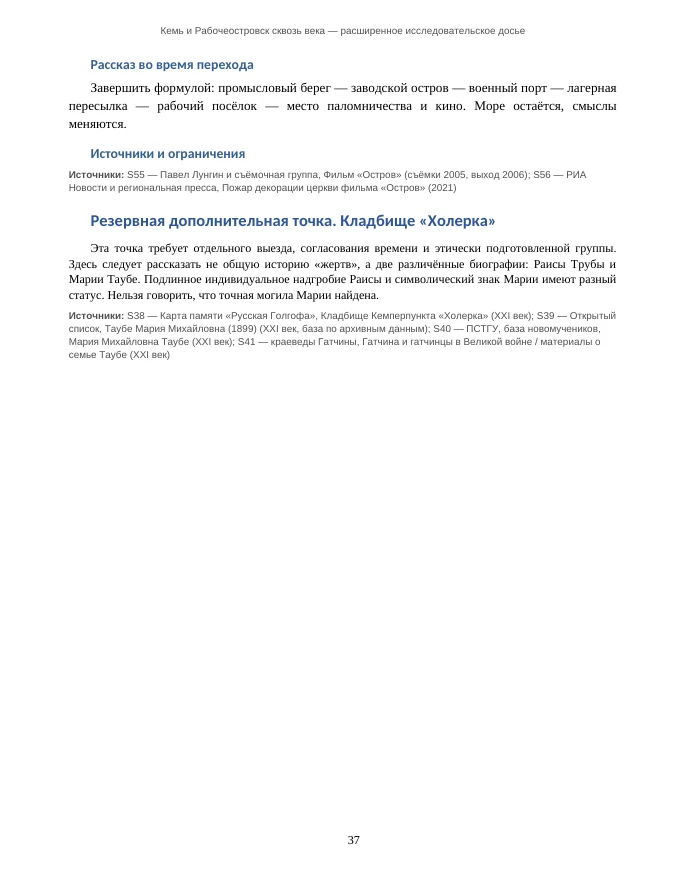 Кемь и Рабочеостровск сквозь века — расширенное исследовательское досье
Рассказ во время перехода
Завершить формулой: промысловый берег — заводской остров — военный порт — лагерная
пересылка — рабочий посёлок — место паломничества и кино. Море остаётся, смыслы
меняются.
Источники и ограничения
Источники: S55 — Павел Лунгин и съёмочная группа, Фильм «Остров» (съёмки 2005, выход 2006); S56 — РИА
Новости и региональная пресса, Пожар декорации церкви фильма «Остров» (2021)
Резервная дополнительная точка. Кладбище «Холерка»
Эта точка требует отдельного выезда, согласования времени и этически подготовленной группы.
Здесь следует рассказать не общую историю «жертв», а две различённые биографии: Раисы Трубы и
Марии Таубе. Подлинное индивидуальное надгробие Раисы и символический знак Марии имеют разный
статус. Нельзя говорить, что точная могила Марии найдена.
Источники: S38 — Карта памяти «Русская Голгофа», Кладбище Кемперпункта «Холерка» (XXI век); S39 — Открытый
список, Таубе Мария Михайловна (1899) (XXI век, база по архивным данным); S40 — ПСТГУ, база новомучеников,
Мария Михайловна Таубе (XXI век); S41 — краеведы Гатчины, Гатчина и гатчинцы в Великой войне / материалы о
семье Таубе (XXI век)
37